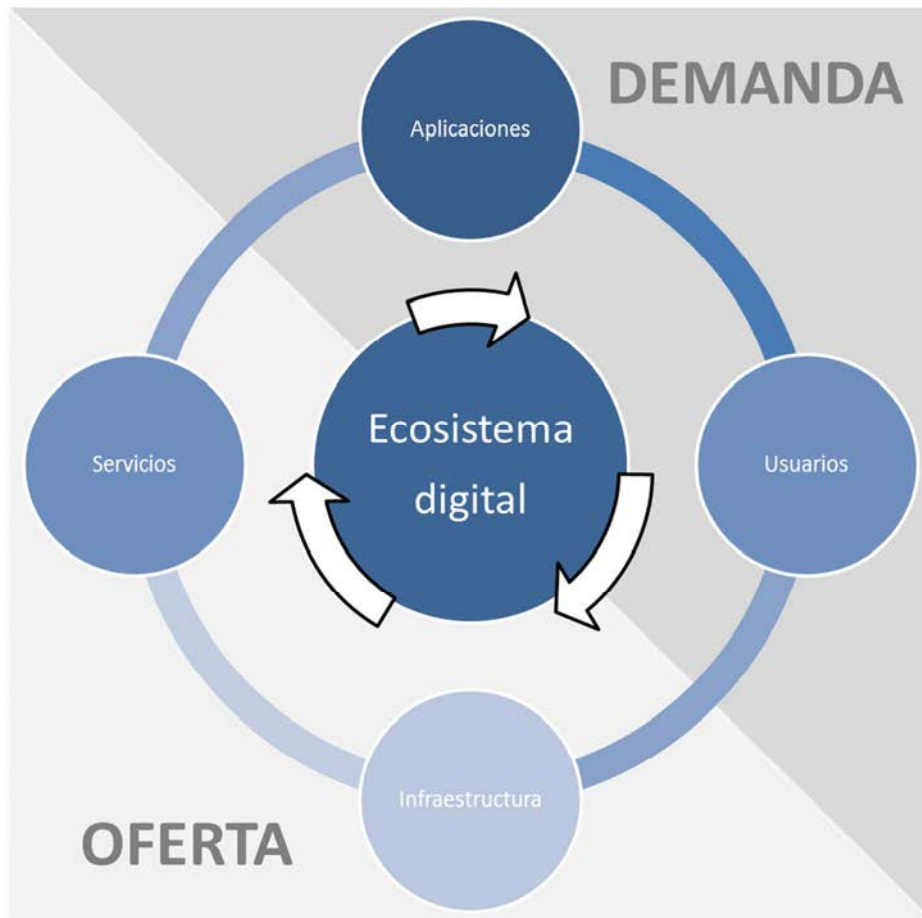 DEMANDA
Aplicaciones
Ecosistema
digital
Servicios
Usuarios
Infraestructura
OFERTA